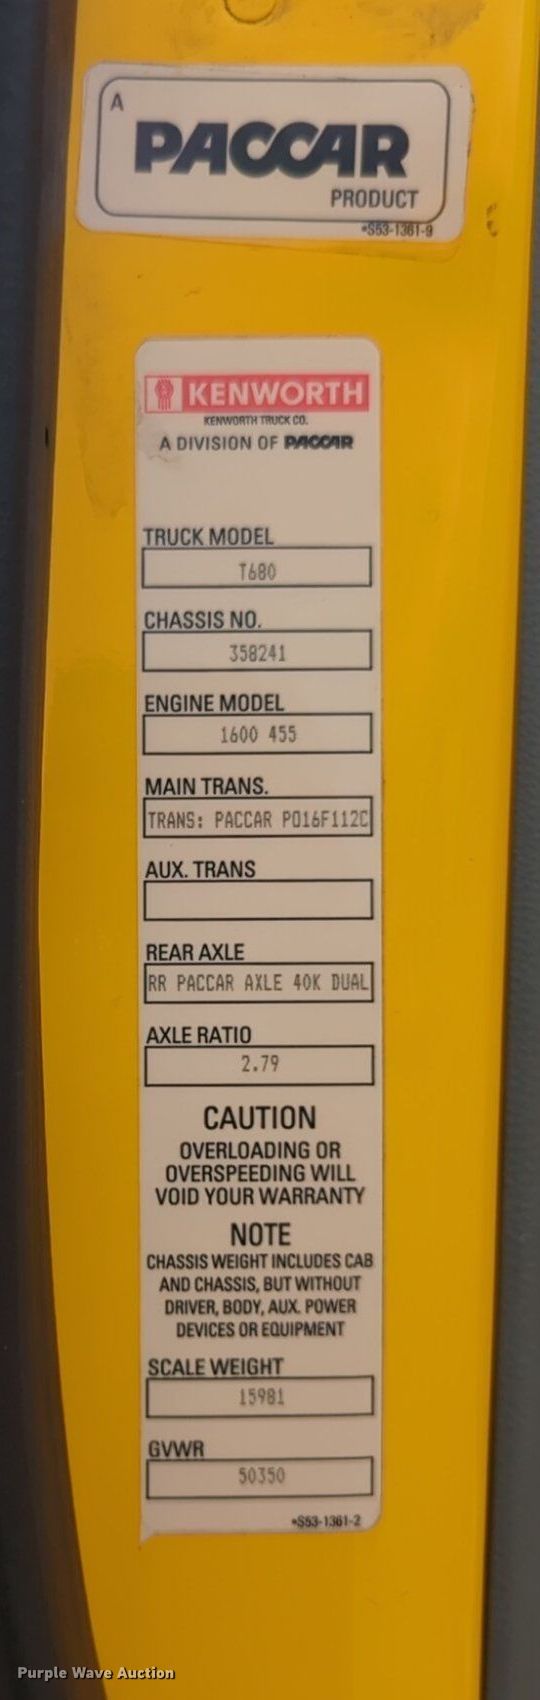 A
PACCAR
PRODUCT
*S53-1361-9
KENWORTH
KENWORTH TRUCK CO.
A DIVISION OF PACCAR
TRUCK MODEL
T680
CHASSIS NO.
358241
ENGINE MODEL
1600 455
MAIN TRANS.
TRANS: PACCAR PO16F112C
AUX. TRANS
REAR AXLE
RR PACCAR AXLE 40K DUAL
AXLE RATIO
2.79
CAUTION
OVERLOADING OR
OVERSPEEDING WILL
VOID YOUR WARRANTY
NOTE
CHASSIS WEIGHT INCLUDES CAB
AND CHASSIS, BUT WITHOUT
DRIVER, BODY, AUX. POWER
DEVICES OR EQUIPMENT
SCALE WEIGHT
15981
GVWR
50350
*S53-1361-2
Purple Wave Auction